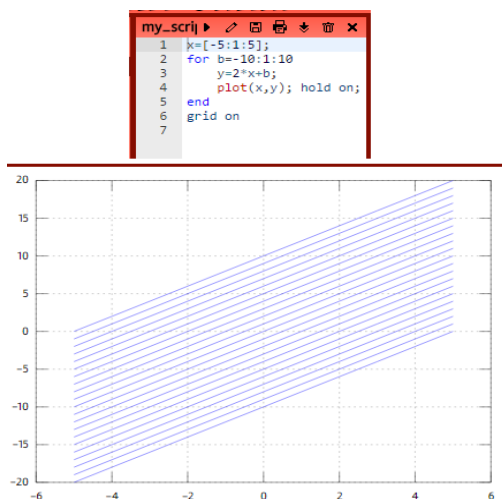 my_scrip
1 x=[-5:1:5];
2 for b=-10:1:10
3 y=2*x+b;
4 plot(x,y); hold on;
5 end
6 grid on
7
20
15
10
5
0
-5
-10
-15
-20
-6 -4 -2 0 2 4 6